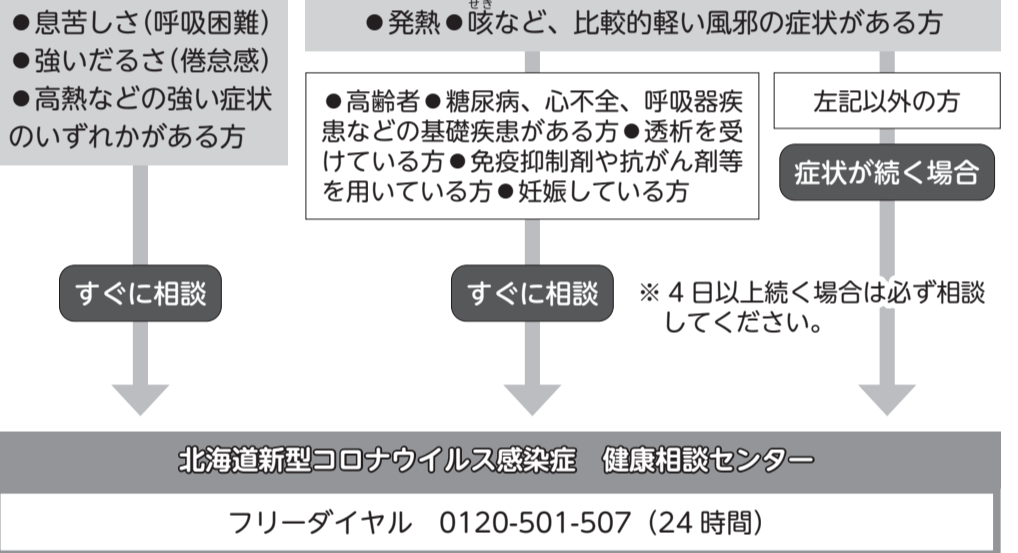 ●息苦しさ(呼吸困難)
●強いだるさ(倦怠感)
●高熱などの強い症状
のいずれかがある方
せき
●発熱●咳など、比較的軽い風邪の症状がある方
●高齢者●糖尿病、心不全、呼吸器疾
患などの基礎疾患がある方●透析を受
けている方●免疫抑制剤や抗がん剤等
を用いている方●妊娠している方
左記以外の方
症状が続く場合
すぐに相談
すぐに相談
※ 4 日以上続く場合は必ず相談
してください。
北海道新型コロナウイルス感染症　健康相談センター
フリーダイヤル　0120-501-507（24 時間）